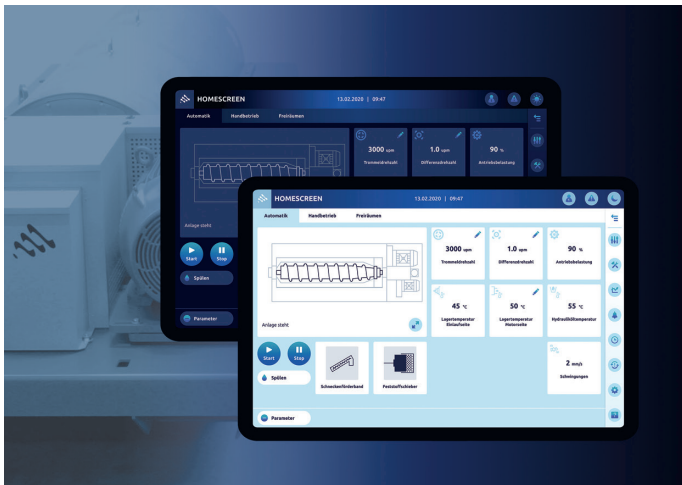 HOMESCREEN
13.02.2020 | 09:47
Automatik
Handbetrieb
Freiräumen
3000 upm
Trommeldrehzahl
1.0 upm
Differenzdrehzahl
90 %
Antriebsbelastung
Anlage steht
Start
Stop
Spülen
Parameter
HOMESCREEN
13.02.2020 | 09:47
Automatik
Handbetrieb
Freiräumen
3000 upm
Trommeldrehzahl
1.0 upm
Differenzdrehzahl
90 %
Antriebsbelastung
45 °C
Lagertemperatur
Einlaufseite
50 °C
Lagertemperatur
Motorseite
55 °C
Hydrauliköltemperatur
Anlage steht
Start
Stop
Spülen
Schneckenförderband
Feststoffschieber
2 mm/s
Schwingungen
Parameter